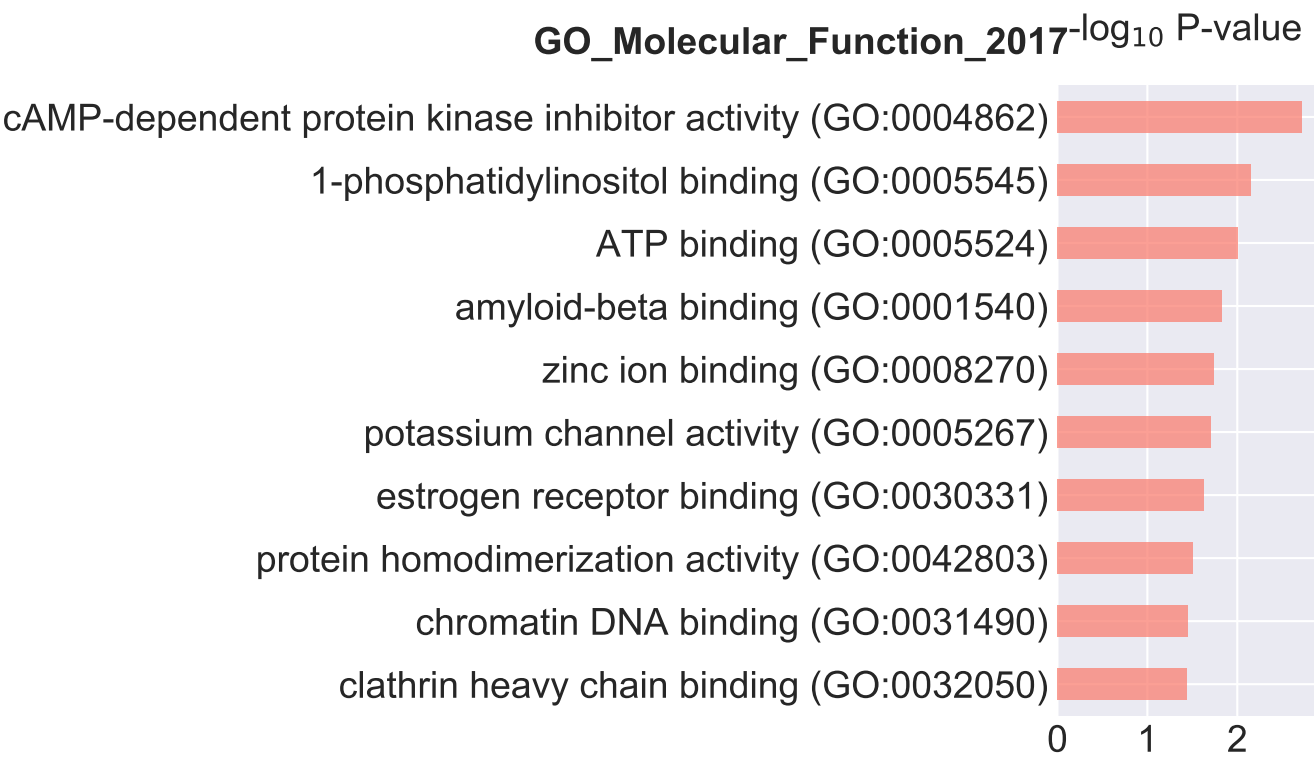 GO_Molecular_Function_2017
-log10 P-value
cAMP-dependent protein kinase inhibitor activity (GO:0004862)
1-phosphatidylinositol binding (GO:0005545)
ATP binding (GO:0005524)
amyloid-beta binding (GO:0001540)
zinc ion binding (GO:0008270)
potassium channel activity (GO:0005267)
estrogen receptor binding (GO:0030331)
protein homodimerization activity (GO:0042803)
chromatin DNA binding (GO:0031490)
clathrin heavy chain binding (GO:0032050)
0 1 2